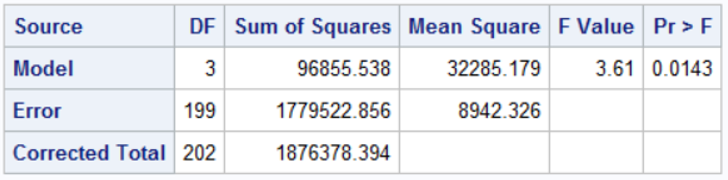 Source DF Sum of Squares Mean Square F Value Pr > F
Model 3 96855.538 32285.179 3.61 0.0143
Error 199 1779522.856 8942.326
Corrected Total 202 1876378.394